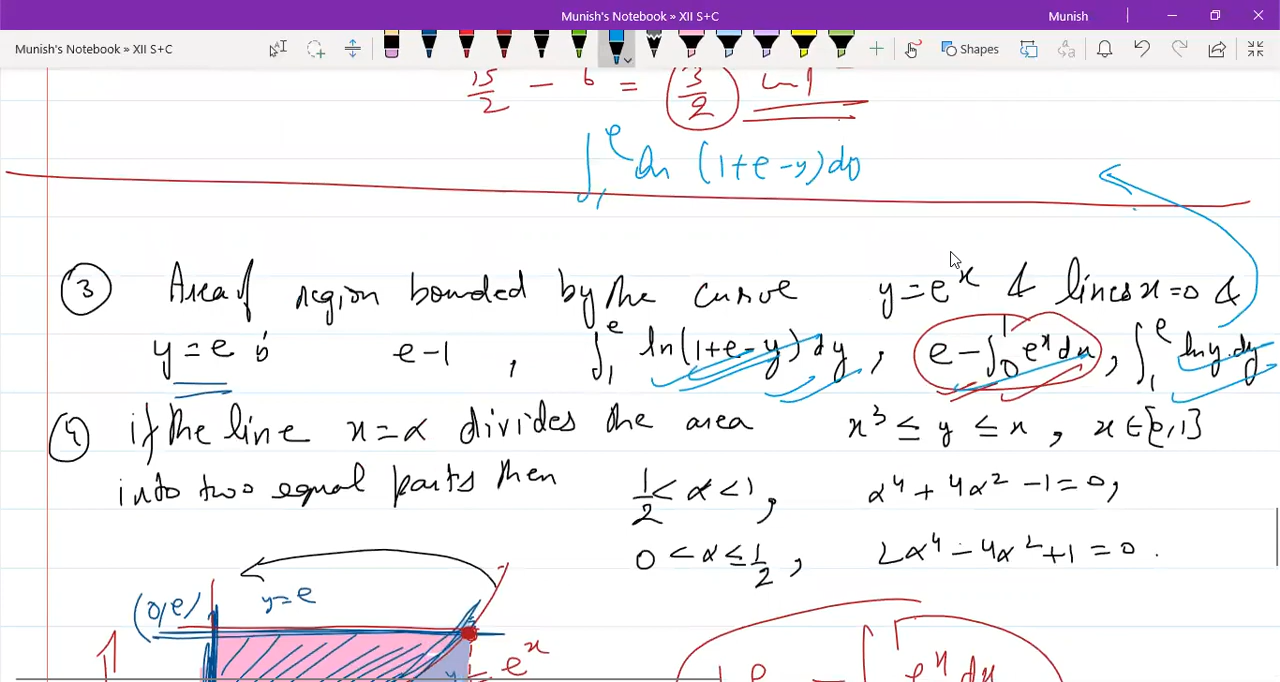 Munish's Notebook » XII S+C
Munish
Munish's Notebook » XII S+C
Shapes
15/2 - 6 = 3/2
∫₁ᵉ ln (1+e-y) dy
③ Area of region bounded by the curve y=eˣ & lines x=0 &
y=e is e-1, ∫₁ᵉ ln(1+e-y) dy, e-∫₀¹ eˣ dx, ∫₁ᵉ ln y. dy
④ if the line x=α divides the area x³ ≤ y ≤ x, x∈[0,1]
into two equal parts then 1/2 < α < 1, α⁴ + 4α² - 1 = 0,
0 < α ≤ 1/2, 2α⁴ - 4α² + 1 = 0.
(0,e) y=e
y = eˣ
eˣ dx